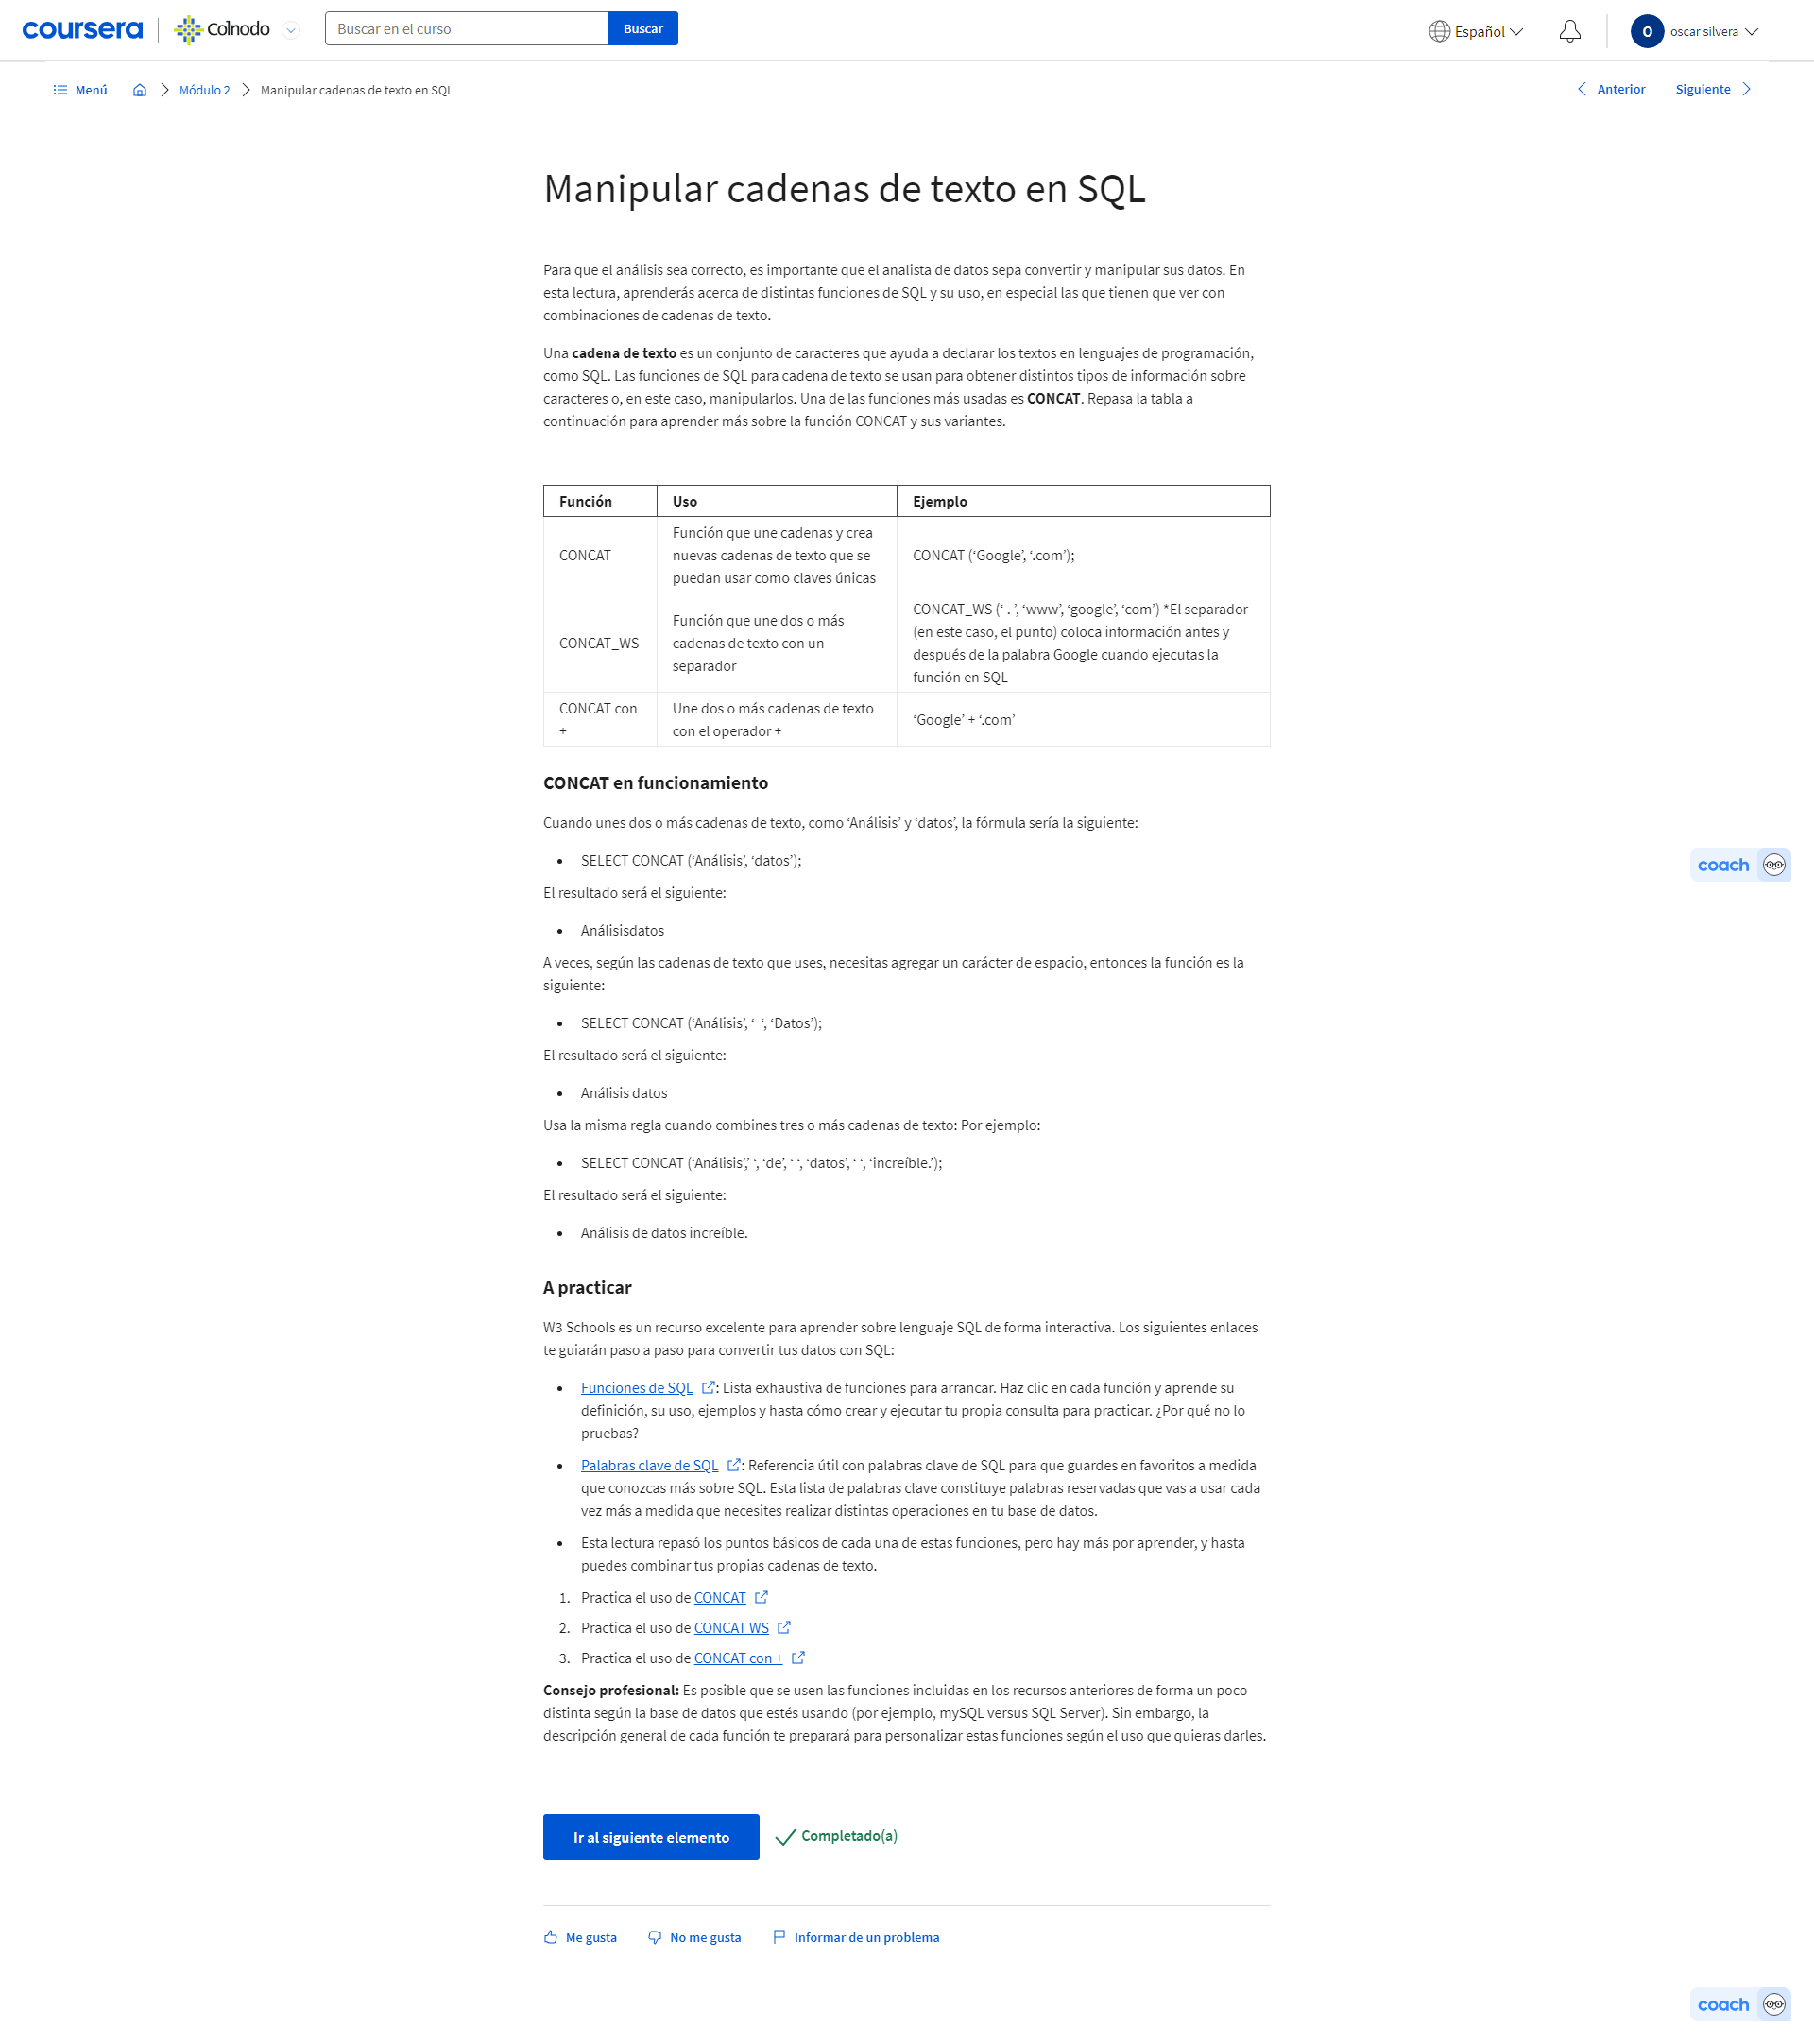 coursera
Colnodo
Buscar en el curso
Buscar
Español
O
oscar silvera
Menú
Módulo 2
Manipular cadenas de texto en SQL
Anterior
Siguiente
Manipular cadenas de texto en SQL
Para que el análisis sea correcto, es importante que el analista de datos sepa convertir y manipular sus datos. En
esta lectura, aprenderás acerca de distintas funciones de SQL y su uso, en especial las que tienen que ver con
combinaciones de cadenas de texto.
Una cadena de texto es un conjunto de caracteres que ayuda a declarar los textos en lenguajes de programación,
como SQL. Las funciones de SQL para cadena de texto se usan para obtener distintos tipos de información sobre
caracteres o, en este caso, manipularlos. Una de las funciones más usadas es CONCAT. Repasa la tabla a
continuación para aprender más sobre la función CONCAT y sus variantes.
Función
Uso
Ejemplo
CONCAT
Función que une cadenas y crea
nuevas cadenas de texto que se
puedan usar como claves únicas
CONCAT (‘Google’, ‘.com’);
CONCAT_WS
Función que une dos o más
cadenas de texto con un
separador
CONCAT_WS (‘ . ’, ‘www’, ‘google’, ‘com’) *El separador
(en este caso, el punto) coloca información antes y
después de la palabra Google cuando ejecutas la
función en SQL
CONCAT con
+
Une dos o más cadenas de texto
con el operador +
‘Google’ + ‘.com’
CONCAT en funcionamiento
Cuando unes dos o más cadenas de texto, como ‘Análisis’ y ‘datos’, la fórmula sería la siguiente:
• SELECT CONCAT (‘Análisis’, ‘datos’);
coach
El resultado será el siguiente:
• Análisisdatos
A veces, según las cadenas de texto que uses, necesitas agregar un carácter de espacio, entonces la función es la
siguiente:
• SELECT CONCAT (‘Análisis’, ‘ ‘, ‘Datos’);
El resultado será el siguiente:
• Análisis datos
Usa la misma regla cuando combines tres o más cadenas de texto: Por ejemplo:
• SELECT CONCAT (‘Análisis’,’ ‘, ‘de’, ‘ ‘, ‘datos’, ‘ ‘, ‘increíble.’);
El resultado será el siguiente:
• Análisis de datos increíble.
A practicar
W3 Schools es un recurso excelente para aprender sobre lenguaje SQL de forma interactiva. Los siguientes enlaces
te guiarán paso a paso para convertir tus datos con SQL:
• Funciones de SQL : Lista exhaustiva de funciones para arrancar. Haz clic en cada función y aprende su
definición, su uso, ejemplos y hasta cómo crear y ejecutar tu propia consulta para practicar. ¿Por qué no lo
pruebas?
• Palabras clave de SQL : Referencia útil con palabras clave de SQL para que guardes en favoritos a medida
que conozcas más sobre SQL. Esta lista de palabras clave constituye palabras reservadas que vas a usar cada
vez más a medida que necesites realizar distintas operaciones en tu base de datos.
• Esta lectura repasó los puntos básicos de cada una de estas funciones, pero hay más por aprender, y hasta
puedes combinar tus propias cadenas de texto.
1. Practica el uso de CONCAT
2. Practica el uso de CONCAT WS
3. Practica el uso de CONCAT con +
Consejo profesional: Es posible que se usen las funciones incluidas en los recursos anteriores de forma un poco
distinta según la base de datos que estés usando (por ejemplo, mySQL versus SQL Server). Sin embargo, la
descripción general de cada función te preparará para personalizar estas funciones según el uso que quieras darles.
Ir al siguiente elemento
Completado(a)
Me gusta
No me gusta
Informar de un problema
coach